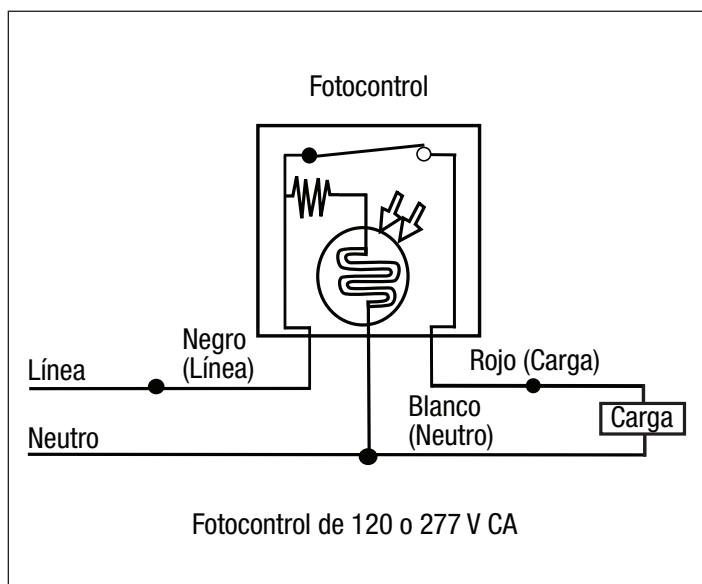 Fotocontrol
Negro
(Línea)
Línea
Rojo (Carga)
Blanco
(Neutro)
Carga
Neutro
Fotocontrol de 120 o 277 V CA